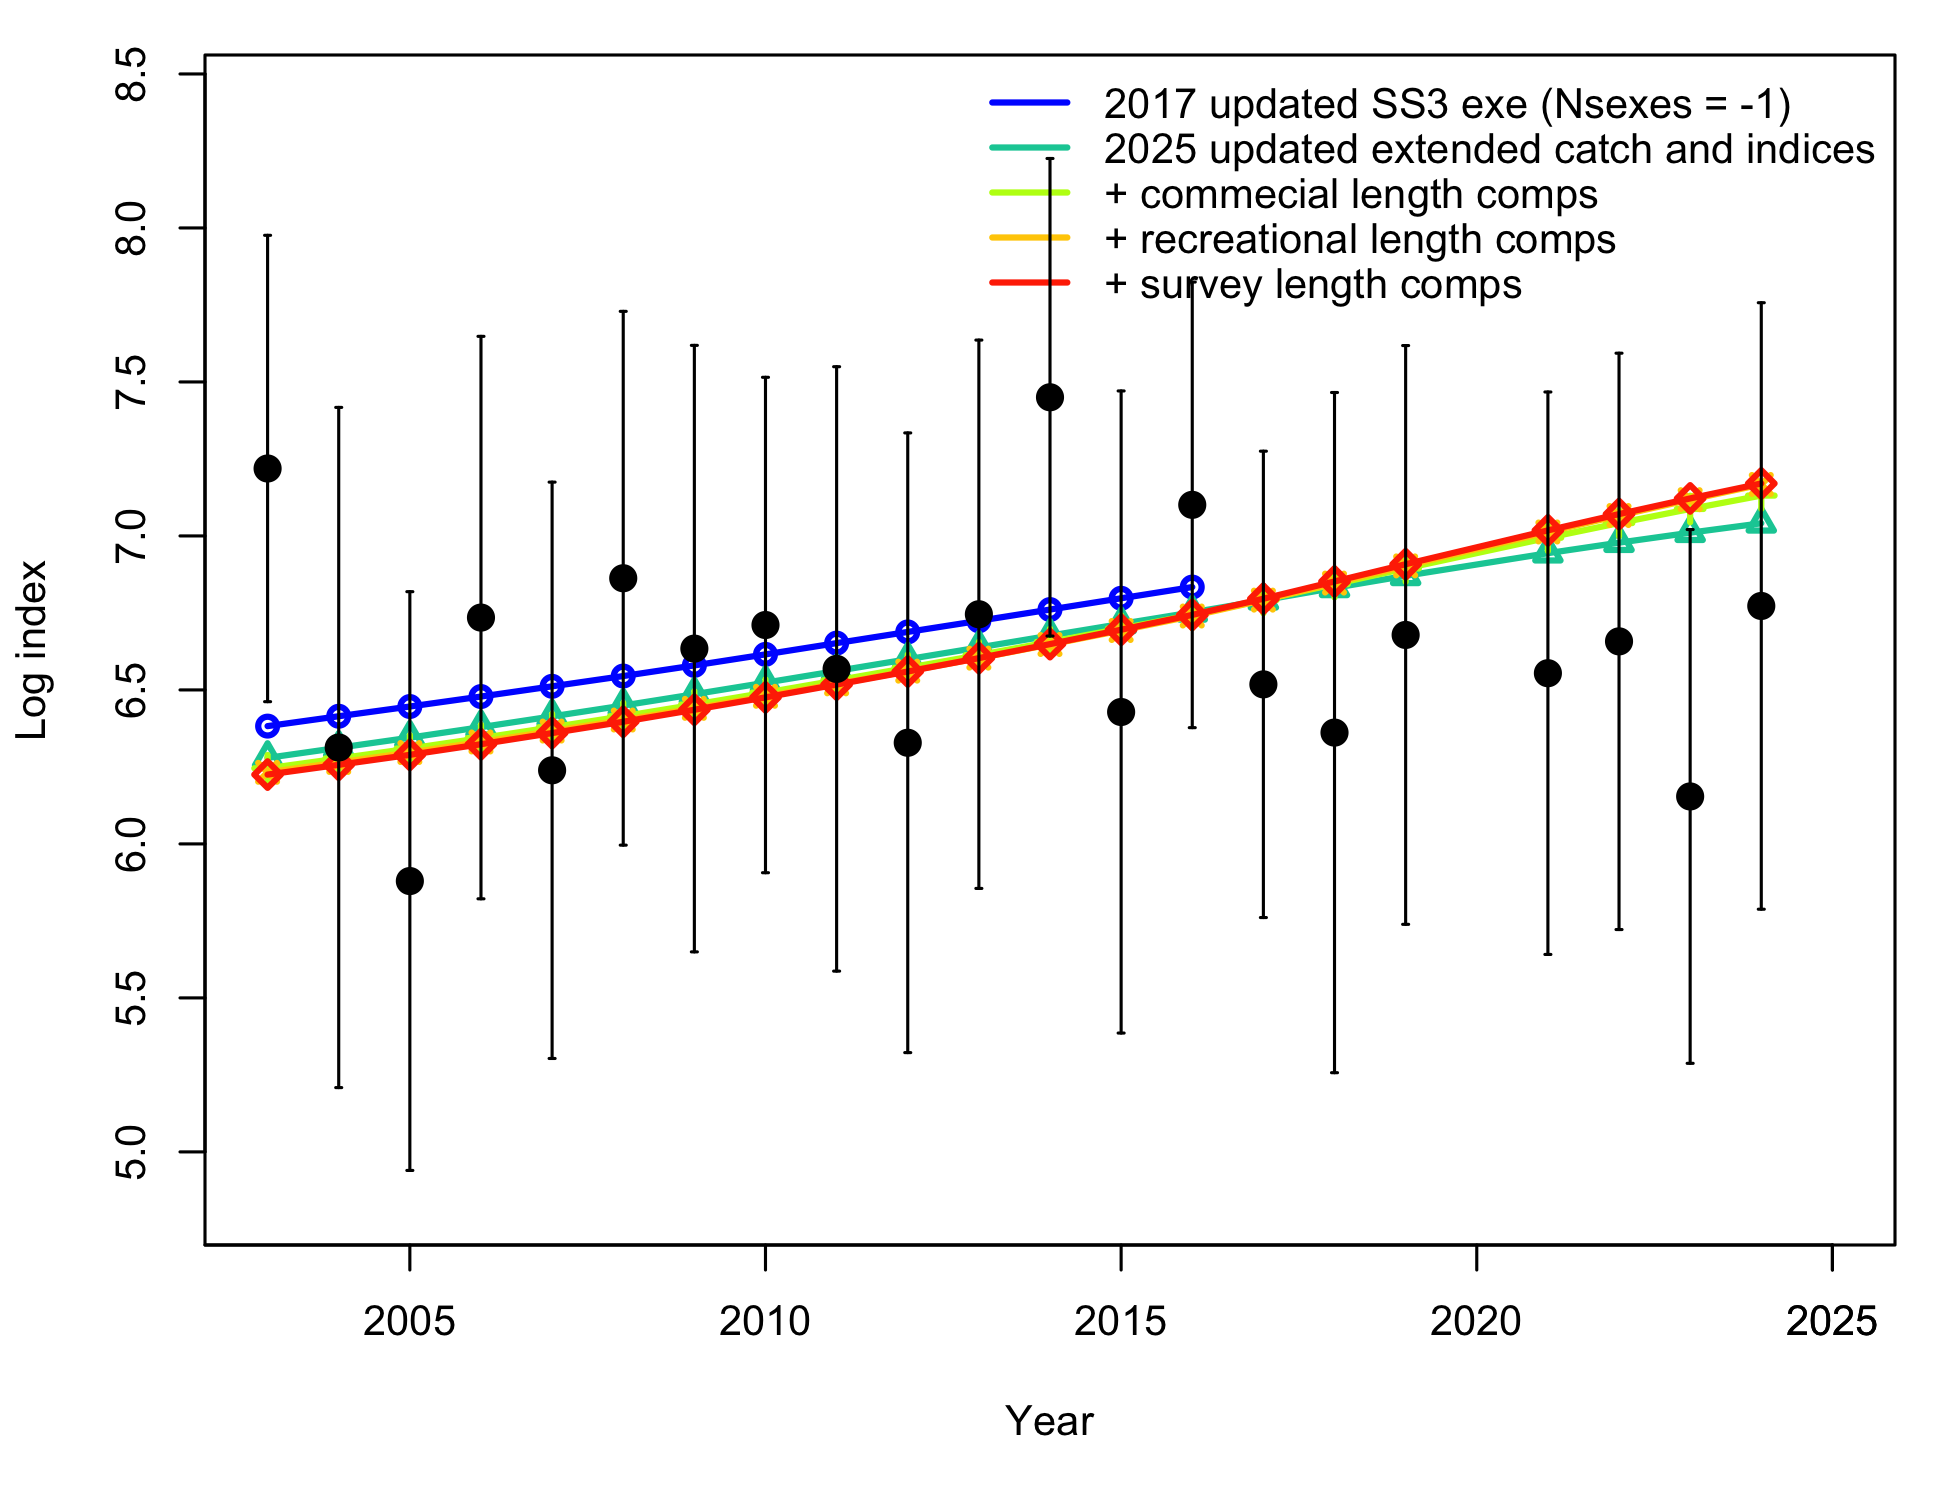 2017 updated SS3 exe (Nsexes = -1)
2025 updated extended catch and indices
+ commecial length comps
+ recreational length comps
+ survey length comps
Log index
8.5
8.0
7.5
7.0
6.5
6.0
5.5
5.0
2005 2010 2015 2020 2025
Year